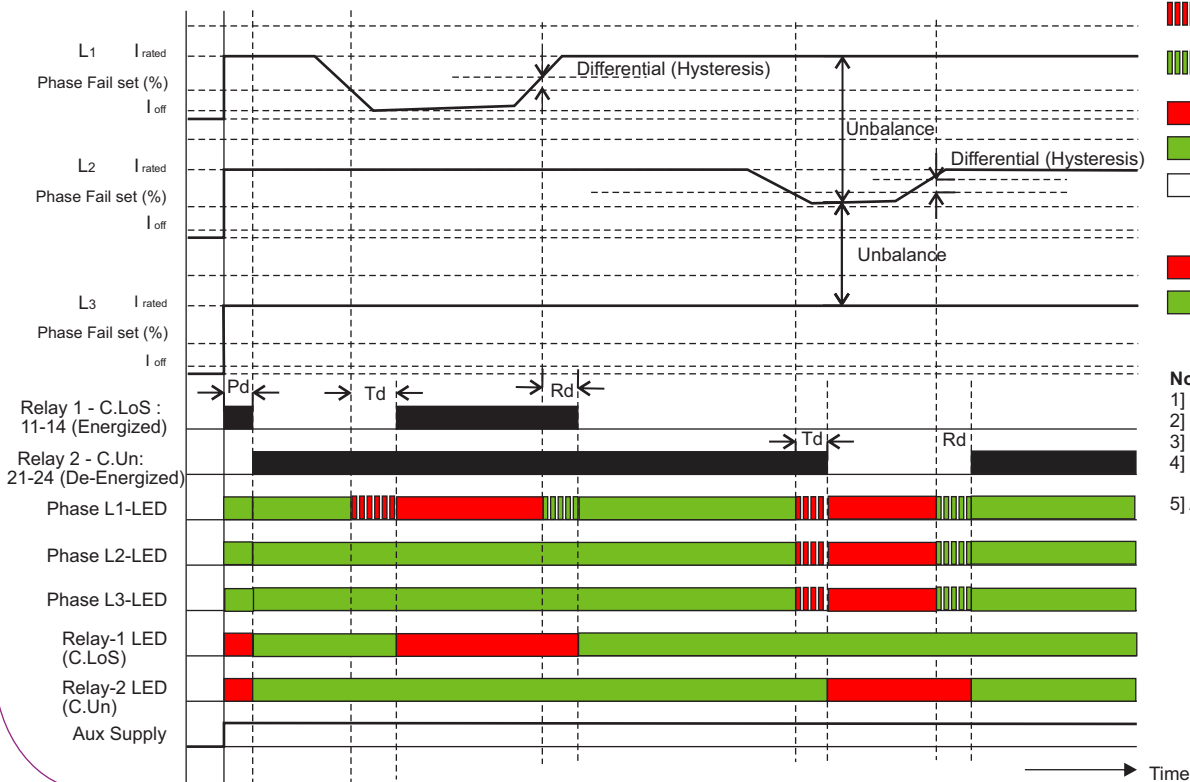 L1 I rated
Differential (Hysteresis)
Phase Fail set (%)
I off
Unbalance
L2 I rated
Differential (Hysteresis)
Phase Fail set (%)
I off
Unbalance
L3 I rated
Phase Fail set (%)
I off
Pd
Td
Rd
Relay 1 - C.LoS :
11-14 (Energized)
Td
Rd
Relay 2 - C.Un:
21-24 (De-Energized)
Phase L1-LED
Phase L2-LED
Phase L3-LED
Relay-1 LED
(C.LoS)
Relay-2 LED
(C.Un)
Aux Supply
Time
1]
2]
3]
4]
5]